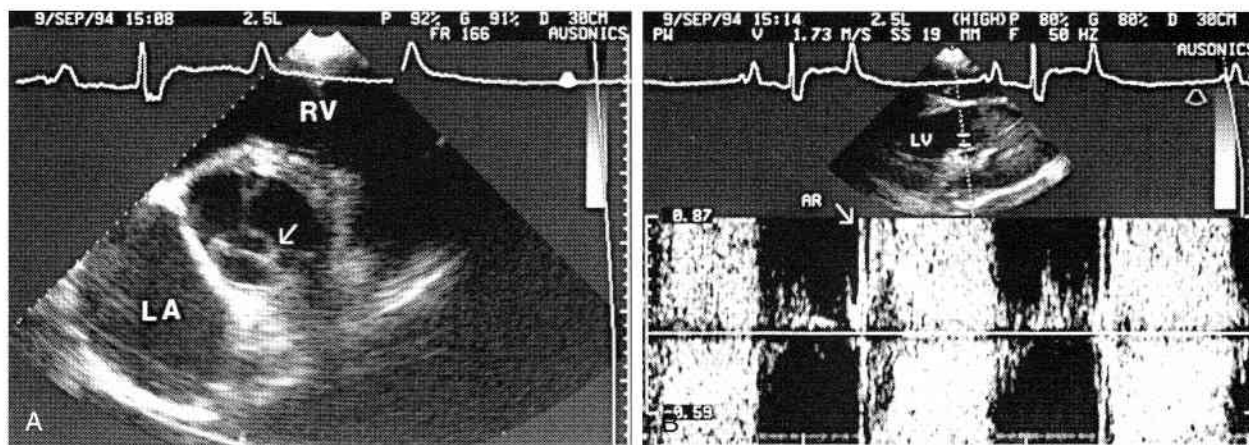 9/SEP/94 15:08 2.5L P 92% G 91% D 30CM
FR 166 AUSONICS
RV
LA
A
9/SEP/94 15:14 2.5L (HIGH) P 80% G 80% D 30CM
PW V 1.73 M/S SS 19 MM F 50 HZ
AUSONICS
LV
AR
0.87
0.59
B